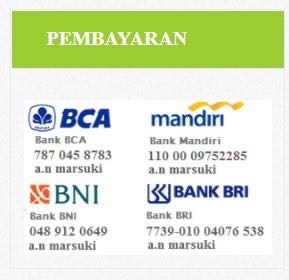 PEMBAYARAN
BCA
Bank BCA
787 045 8783
a.n marsuki
mandırı
Bank Mandiri
110 00 09752285
a.n marsuki
BNI
Bank BNI
048 912 0649
a.n marsuki
BANK BRI
Bank BRI
7739-010 04076 538
a.n marsuki